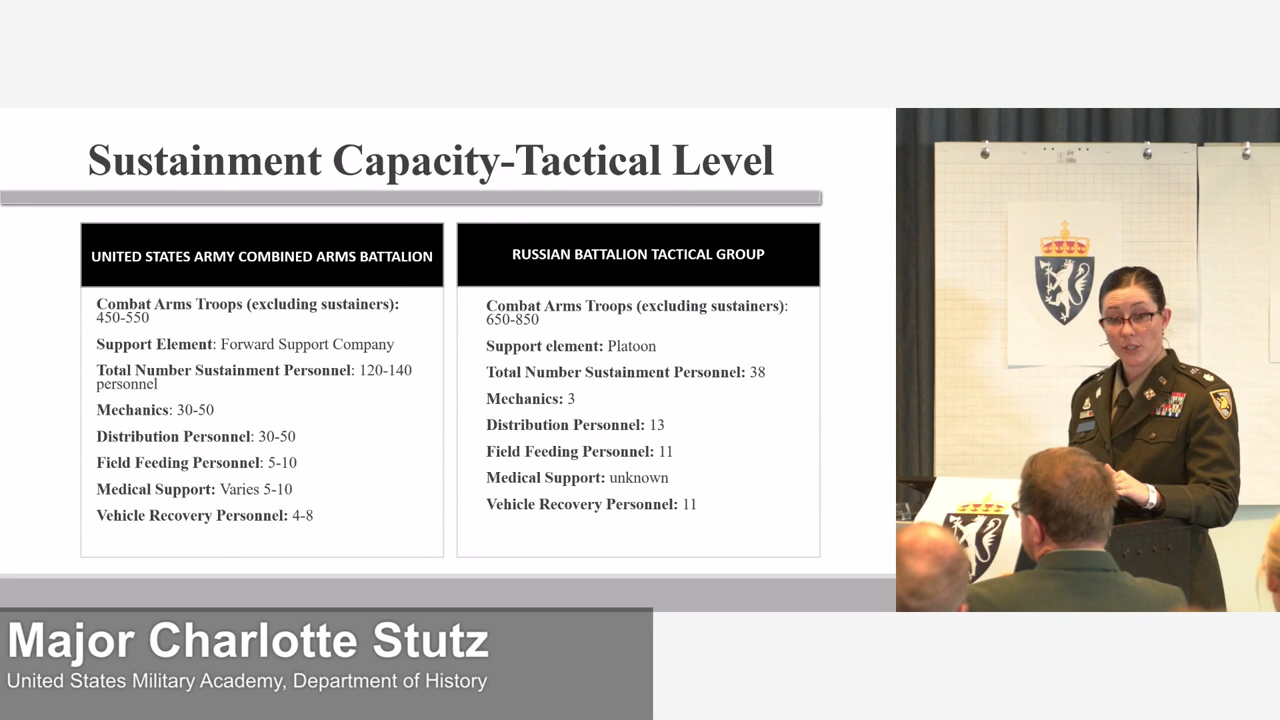 Sustainment Capacity-Tactical Level
UNITED STATES ARMY COMBINED ARMS BATTALION
Combat Arms Troops (excluding sustainers):
450-550
Support Element: Forward Support Company
Total Number Sustainment Personnel: 120-140
personnel
Mechanics: 30-50
Distribution Personnel: 30-50
Field Feeding Personnel: 5-10
Medical Support: Varies 5-10
Vehicle Recovery Personnel: 4-8
RUSSIAN BATTALION TACTICAL GROUP
Combat Arms Troops (excluding sustainers):
650-850
Support element: Platoon
Total Number Sustainment Personnel: 38
Mechanics: 3
Distribution Personnel: 13
Field Feeding Personnel: 11
Medical Support: unknown
Vehicle Recovery Personnel: 11
Major Charlotte Stutz
United States Military Academy, Department of History